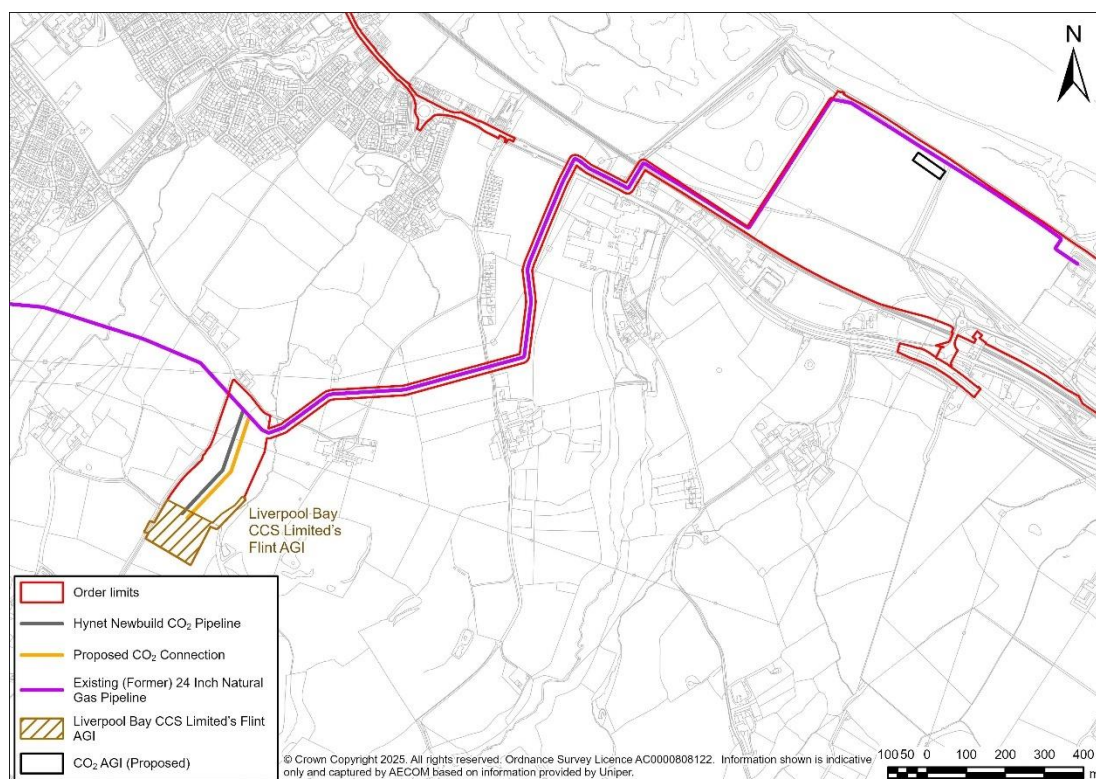 N
Liverpool Bay
CCS Limited's
Flint AGI
Order limits
Hynet Newbuild CO₂ Pipeline
Proposed CO₂ Connection
Existing (Former) 24 Inch Natural
Gas Pipeline
Liverpool Bay CCS Limited's Flint
AGI
CO₂ AGI (Proposed)
© Crown Copyright 2025. All rights reserved. Ordnance Survey Licence AC0000808122. Information shown is indicative
only and captured by AECOM based on information provided by Uniper.
100 50 0 100 200 300 400
m